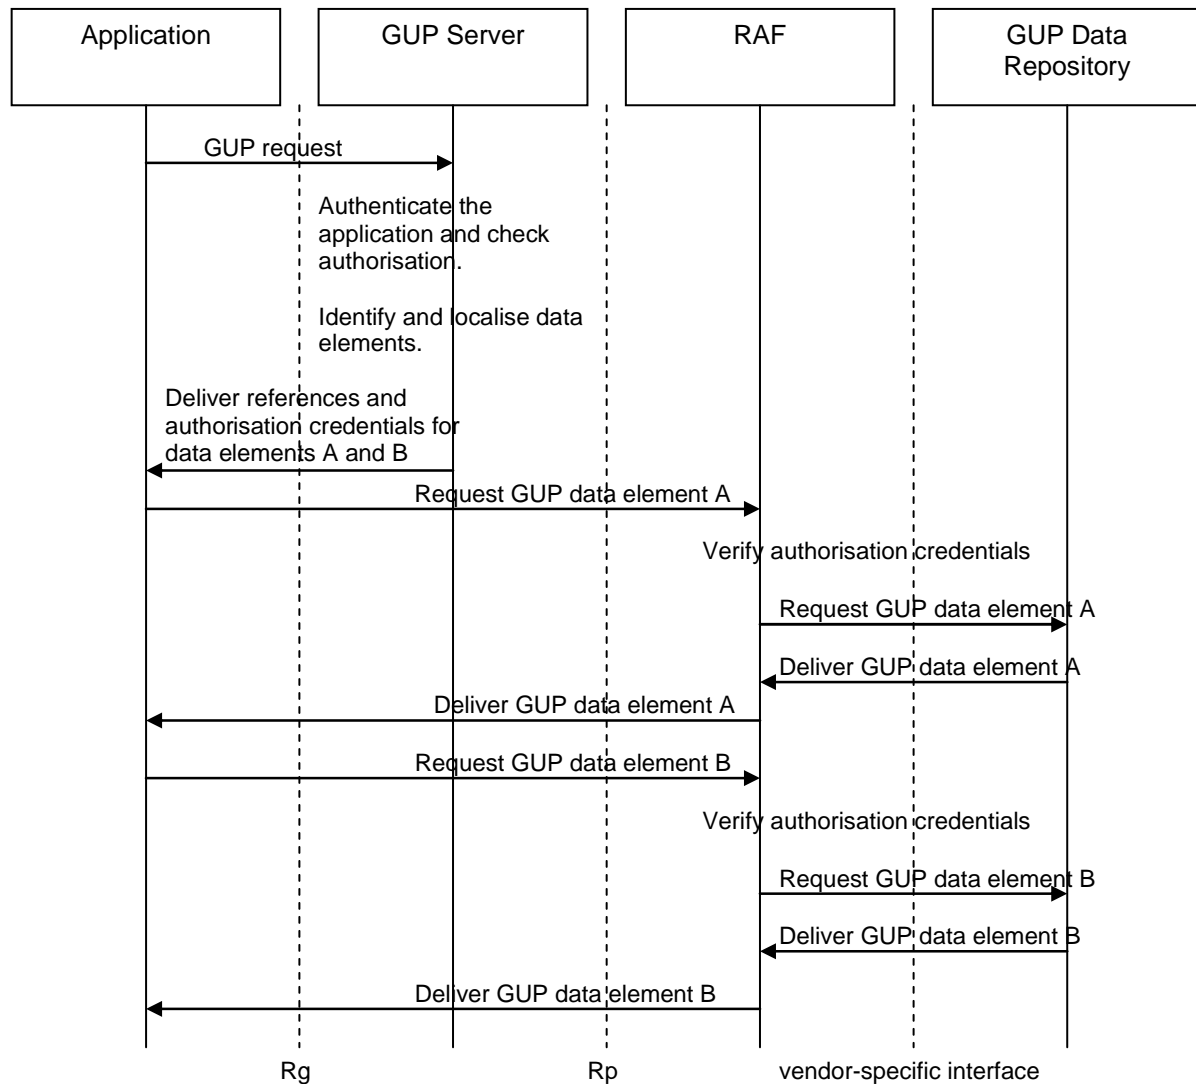 Application
GUP Server
RAF
GUP Data
Repository
GUP request
Authenticate the
application and check
authorisation.
Identify and localise data
elements.
Deliver references and
authorisation credentials for
data elements A and B
Request GUP data element A
Verify authorisation credentials
Request GUP data element A
Deliver GUP data element A
Deliver GUP data element A
Request GUP data element B
Verify authorisation credentials
Request GUP data element B
Deliver GUP data element B
Deliver GUP data element B
Rg
Rp
vendor-specific interface